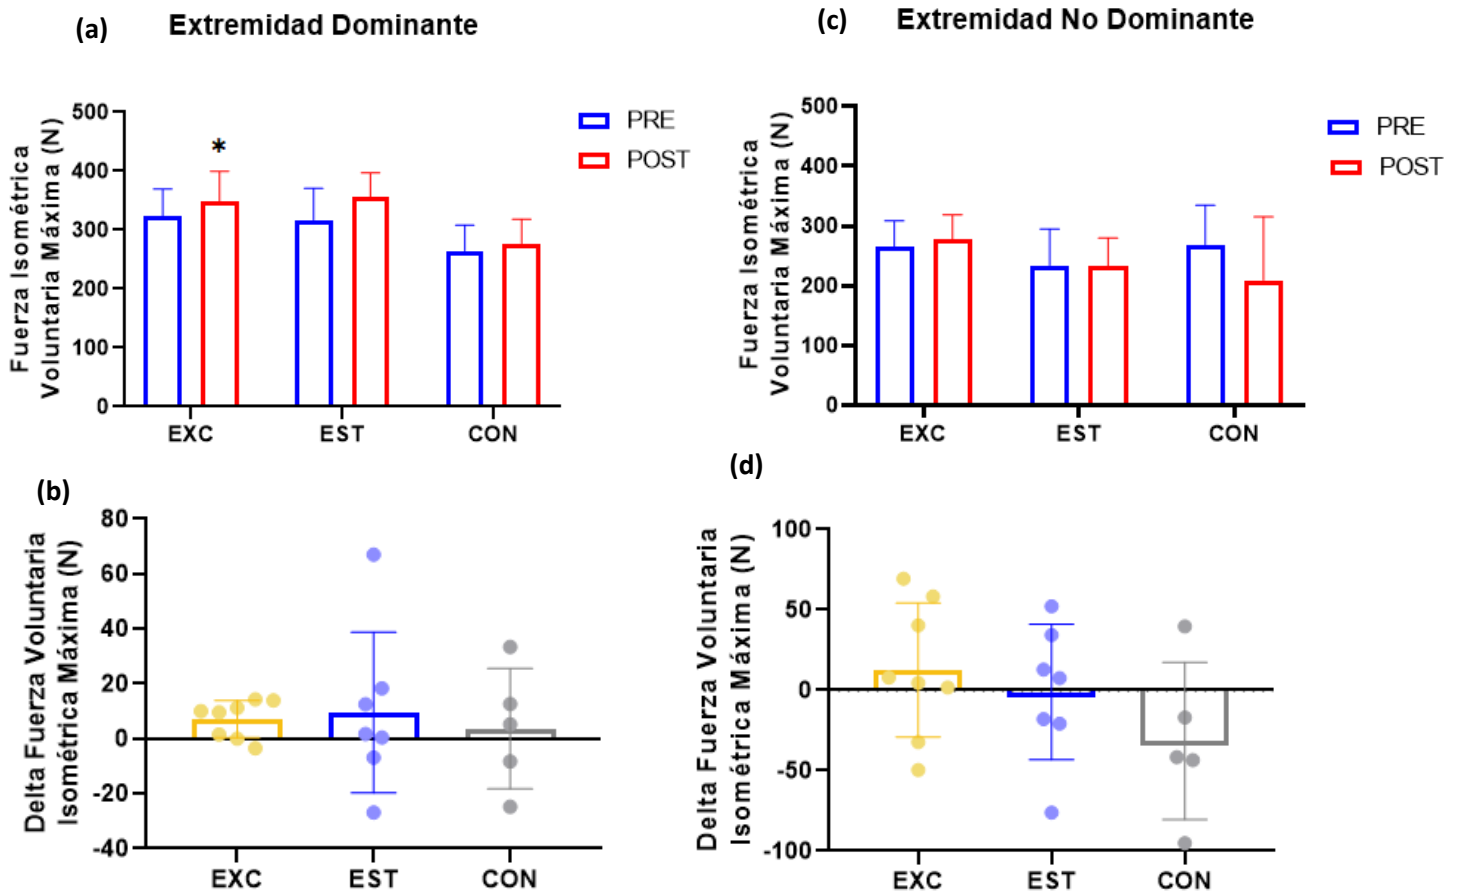 (a) Extremidad Dominante
Fuerza Isométrica
Voluntaria Máxima (N)
500
400
300
200
100
0
*
PRE
POST
EXC EST CON
(c) Extremidad No Dominante
Fuerza Isométrica
Voluntaria Máxima (N)
500
400
300
200
100
0
PRE
POST
EXC EST CON
(b)
Delta Fuerza Voluntaria
Isométrica Máxima (N)
80
60
40
20
0
-20
-40
EXC EST CON
(d)
Delta Fuerza Voluntaria
Isométrica Máxima (N)
100
50
0
-50
-100
EXC EST CON